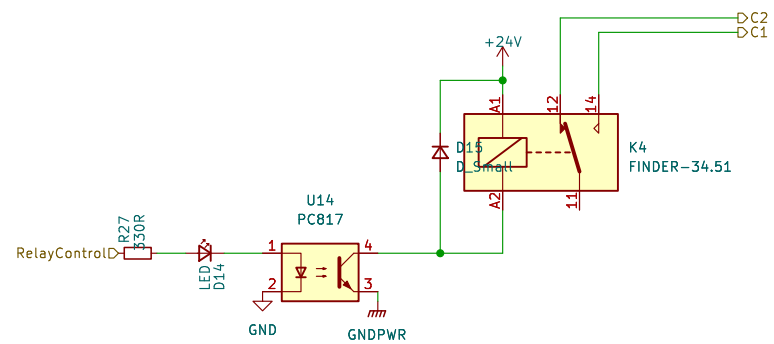 C2
C1
+24V
A1
12
14
D15
D_Small
K4
FINDER-34.51
A2
11
U14
PC817
R27
330R
RelayControl
LED
D14
1
4
2
3
GND
GNDPWR